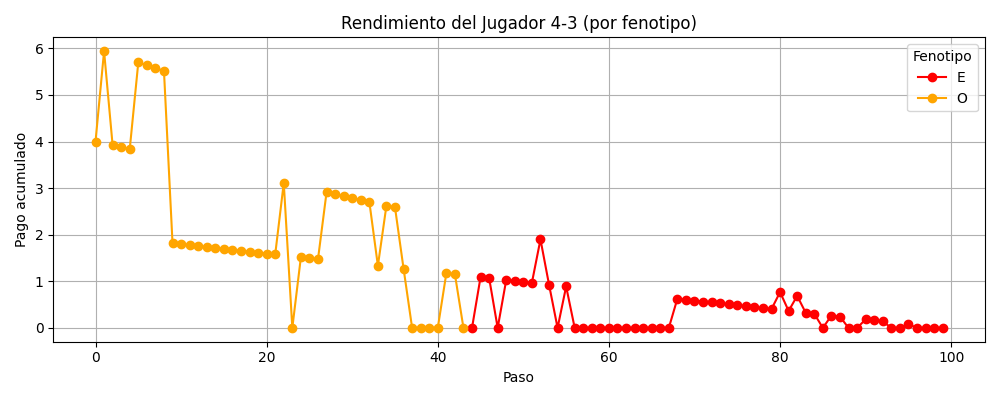 Rendimiento del Jugador 4-3 (por fenotipo)
Pago acumulado
6
5
4
3
2
1
0
Fenotipo
E
O
0 20 40 60 80 100
Paso